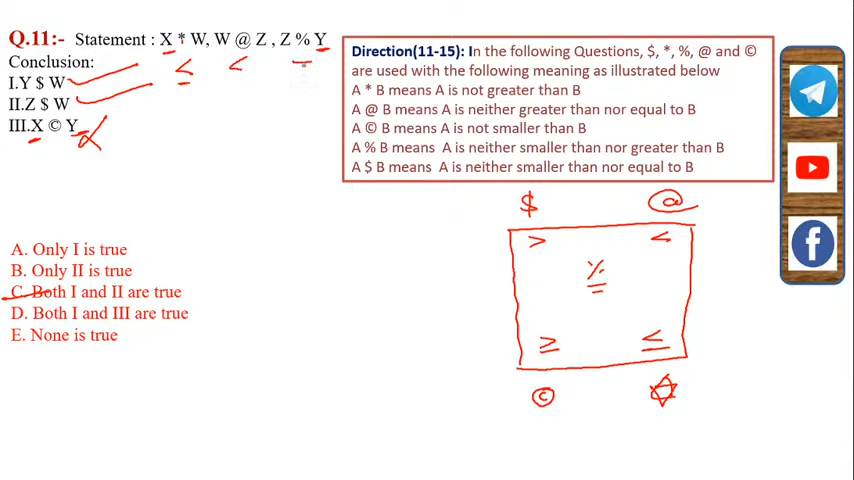 Q.11:- Statement : X * W, W @ Z , Z % Y
≤ < =
Conclusion:
I.Y $ W
II.Z $ W
III.X © Y
A. Only I is true
B. Only II is true
C. Both I and II are true
D. Both I and III are true
E. None is true
Direction(11-15): In the following Questions, $, *, %, @ and ©
are used with the following meaning as illustrated below
A * B means A is not greater than B
A @ B means A is neither greater than nor equal to B
A © B means A is not smaller than B
A % B means A is neither smaller than nor greater than B
A $ B means A is neither smaller than nor equal to B
$ @
> <
%
=
≥ ≤
©